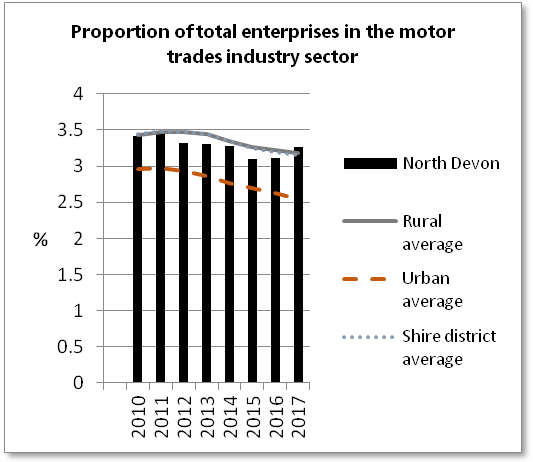 Proportion of total enterprises in the motor
trades industry sector
4
3.5
3
2.5
2
1.5
1
0.5
0
%
2010
2011
2012
2013
2014
2015
2016
2017
North Devon
Rural
average
Urban
average
Shire district
average